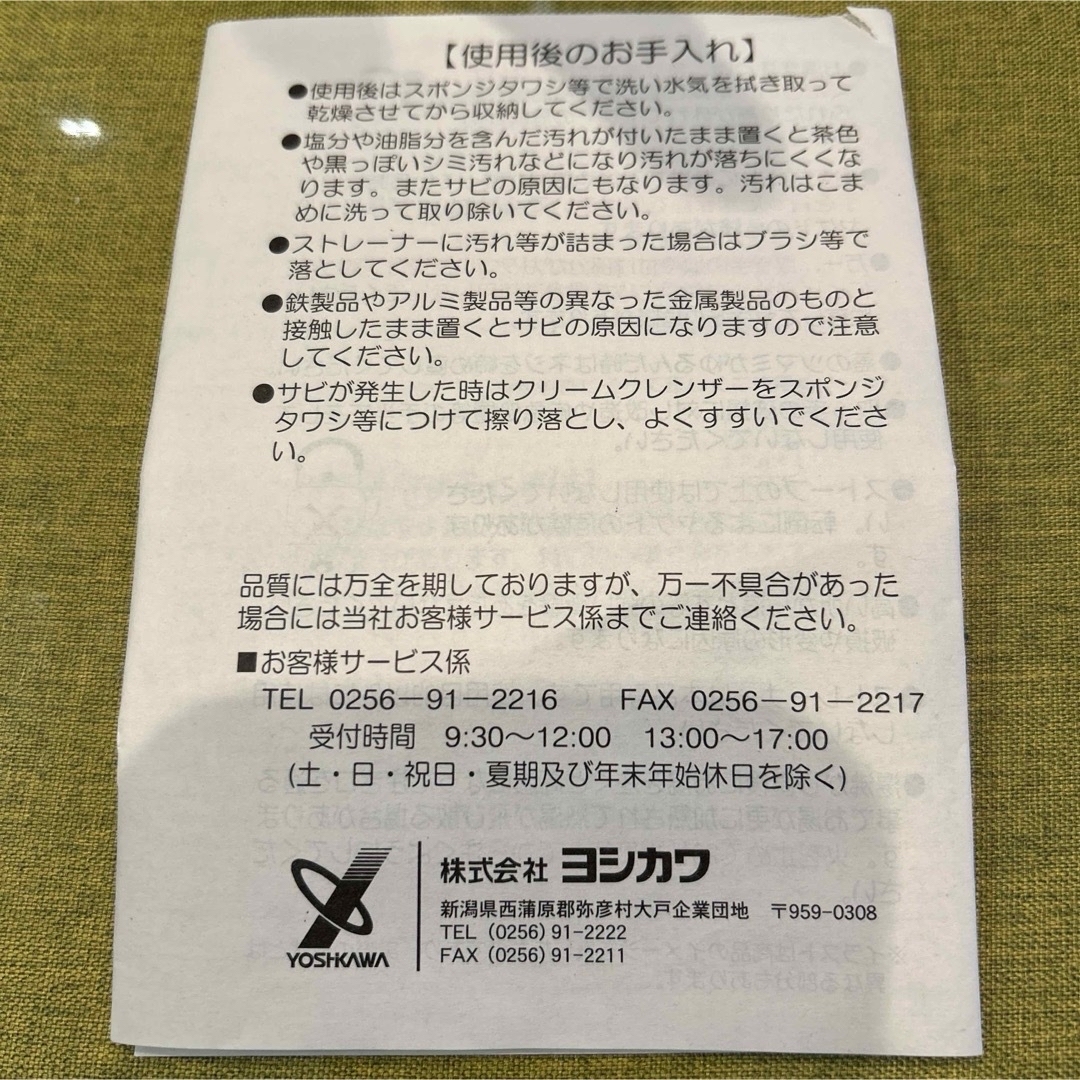 【使用後のお手入れ】
●使用後はスポンジタワシ等で洗い水気を拭き取って
乾燥させてから収納してください。
●塩分や油脂分を含んだ汚れが付いたまま置くと茶色
や黒っぽいシミ汚れなどになり汚れが落ちにくくな
ります。またサビの原因にもなります。汚れはこま
めに洗って取り除いてください。
●ストレーナーに汚れ等が詰まった場合はブラシ等で
落としてください。
●鉄製品やアルミ製品等の異なった金属製品のものと
接触したまま置くとサビの原因になりますので注意
してください。
●サビが発生した時はクリームクレンザーをスポンジ
タワシ等につけて擦り落とし、よくすすいでくださ
い。
品質には万全を期しておりますが、万一不具合があった
場合には当社お客様サービス係までご連絡ください。
■お客様サービス係
TEL 0256－91－2216 FAX 0256－91－2217
受付時間 9:30～12:00 13:00～17:00
(土・日・祝日・夏期及び年末年始休日を除く)
株式会社 ヨシカワ
新潟県西蒲原郡弥彦村大戸企業団地 〒959-0308
TEL (0256) 91-2222
FAX (0256) 91-2211
YOSHIKAWA